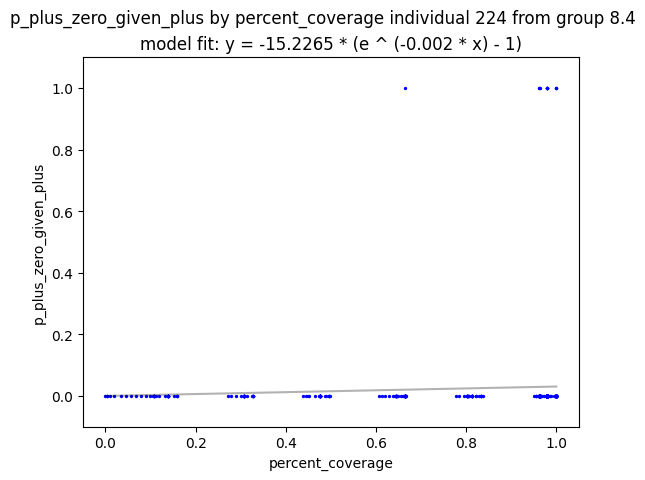 p_plus_zero_given_plus by percent_coverage individual 224 from group 8.4
model fit: y = -15.2265 * (e ^ (-0.002 * x) - 1)
1.0
0.8
0.6
0.4
0.2
0.0
p_plus_zero_given_plus
0.0 0.2 0.4 0.6 0.8 1.0
percent_coverage